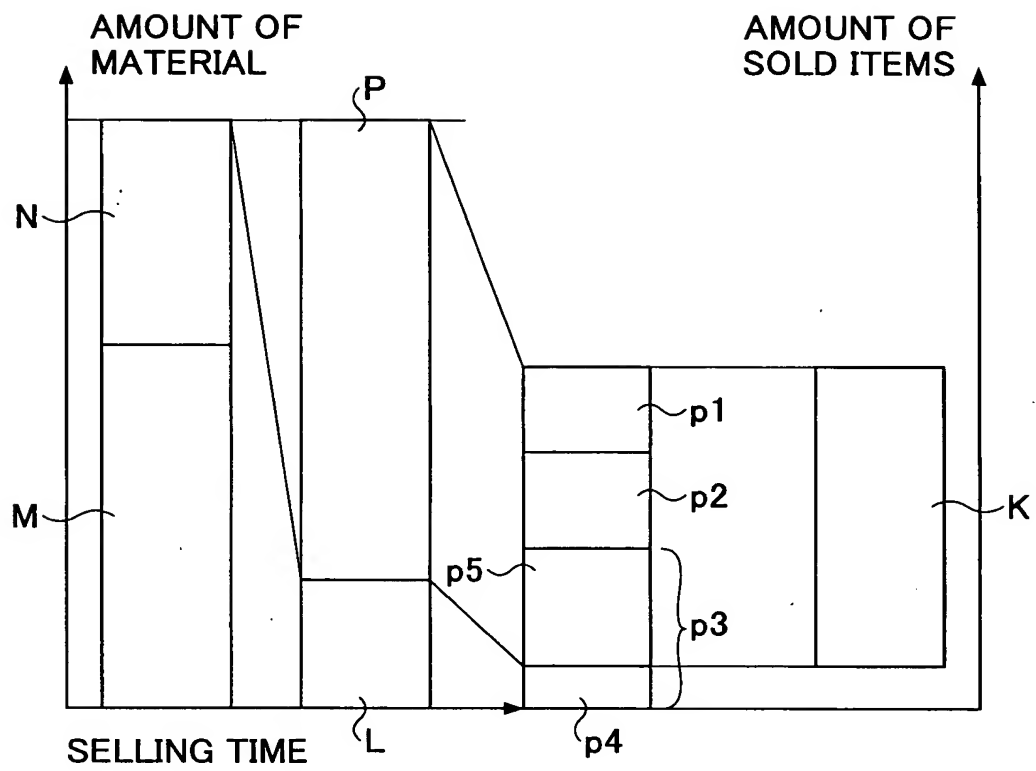 AMOUNT OF
MATERIAL
AMOUNT OF
SOLD ITEMS
P
N
p1
p2
M
K
p5
p3
L
p4
SELLING TIME